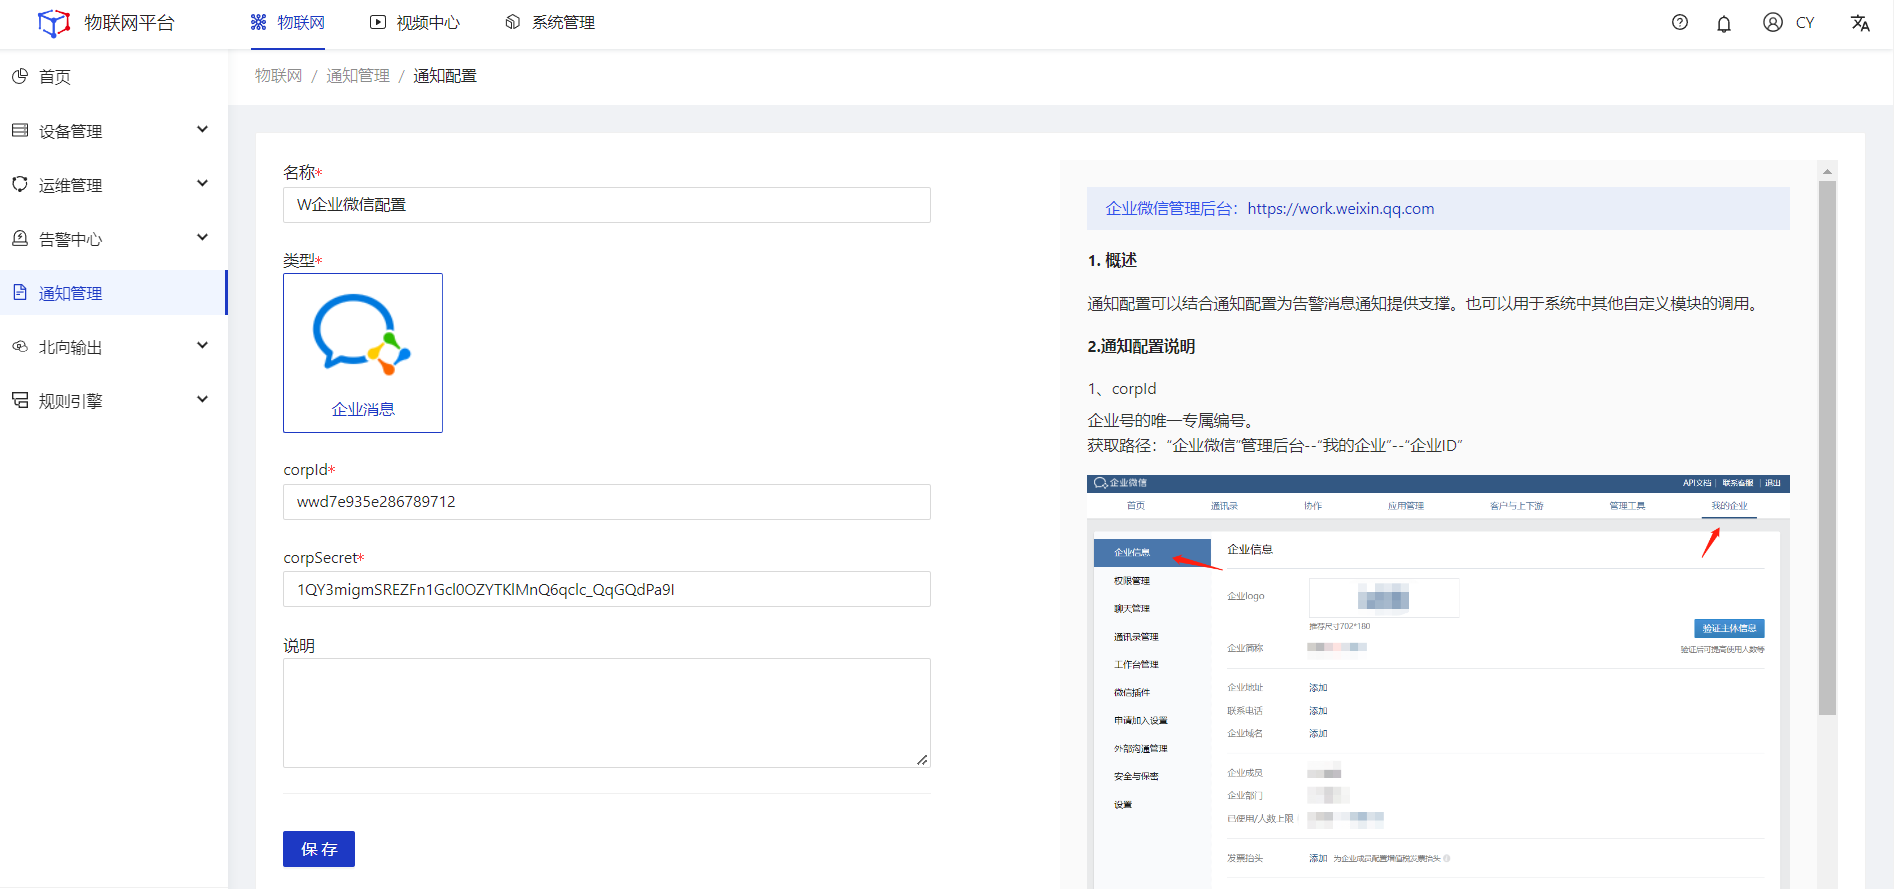 物联网平台
物联网
视频中心
系统管理
CY
首页
设备管理
运维管理
告警中心
通知管理
北向输出
规则引擎
物联网 / 通知管理 / 通知配置
名称*
W企业微信配置
类型*
企业消息
corpId*
wwd7e935e286789712
corpSecret*
1QY3migmSREZFn1Gcl0OZYTKlMnQ6qclc_QqGQdPa9I
说明
保 存
企业微信管理后台：https://work.weixin.qq.com
1. 概述
通知配置可以结合通知配置为告警消息通知提供支撑。也可以用于系统中其他自定义模块的调用。
2.通知配置说明
1、corpId
企业号的唯一专属编号。
获取路径：“企业微信”管理后台--“我的企业”--“企业ID”
企业微信
API文档 | 联系客服 | 退出
首页 通讯录 协作 应用管理 客户与上下游 管理工具 我的企业
企业信息
权限管理
聊天管理
通讯录管理
工作台管理
微信插件
申请加入设置
外部沟通管理
安全与保密
设置
企业信息
企业logo
推荐尺寸702*180
验证主体信息
验证后可提高使用人数等
企业简称
企业地址 添加
联系电话 添加
企业域名 添加
企业成员
企业部门
已使用/人数上限
发票抬头 添加 为企业成员配置增值税发票抬头